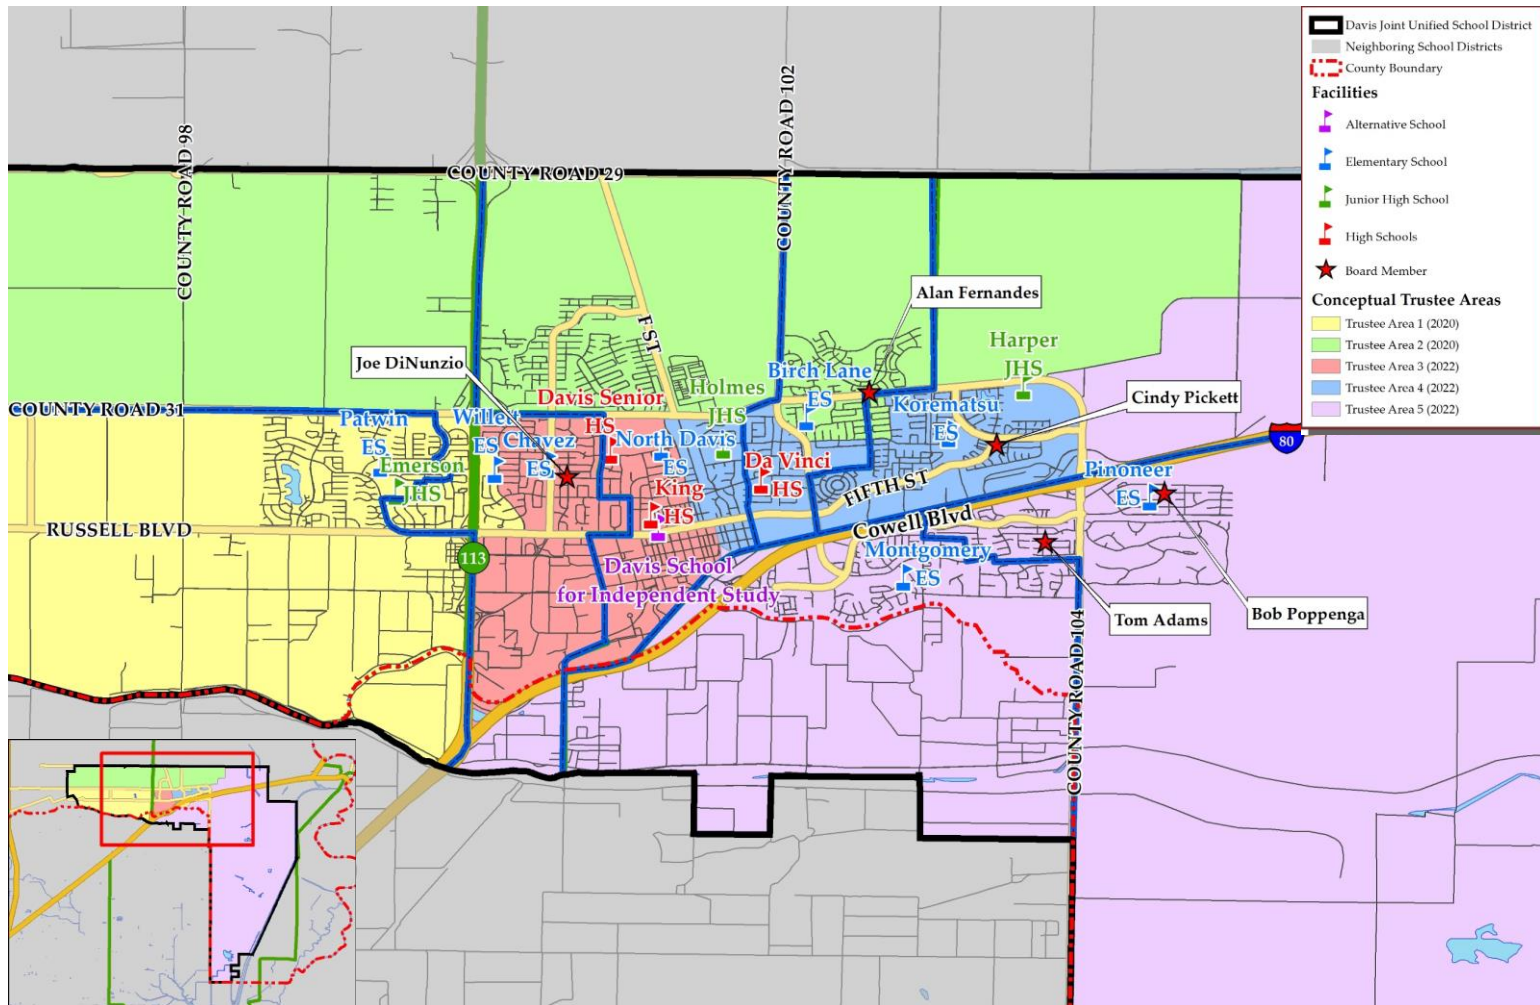 Davis Joint Unified School District
Neighboring School Districts
County Boundary
Facilities
Alternative School
Elementary School
Junior High School
High Schools
Board Member
Conceptual Trustee Areas
Trustee Area 1 (2020)
Trustee Area 2 (2020)
Trustee Area 3 (2022)
Trustee Area 4 (2022)
Trustee Area 5 (2022)
COUNTY ROAD 98
COUNTY ROAD 29
COUNTY ROAD 102
Alan Fernandes
F ST
Joe DiNunzio
Harper
JHS
Birch Lane
ES
Holmes
JHS
Cindy Pickett
COUNTY ROAD 31
Davis Senior
HS
Korematsu
ES
Patwin
ES
Willett
ES
Chavez
ES
North Davis
ES
80
Emerson
JHS
Da Vinci
HS
Pinoneer
ES
King
HS
FIFTH ST
RUSSELL BLVD
Cowell Blvd
113
Montgomery
ES
Davis School
for Independent Study
Tom Adams
Bob Poppenga
COUNTY ROAD 104